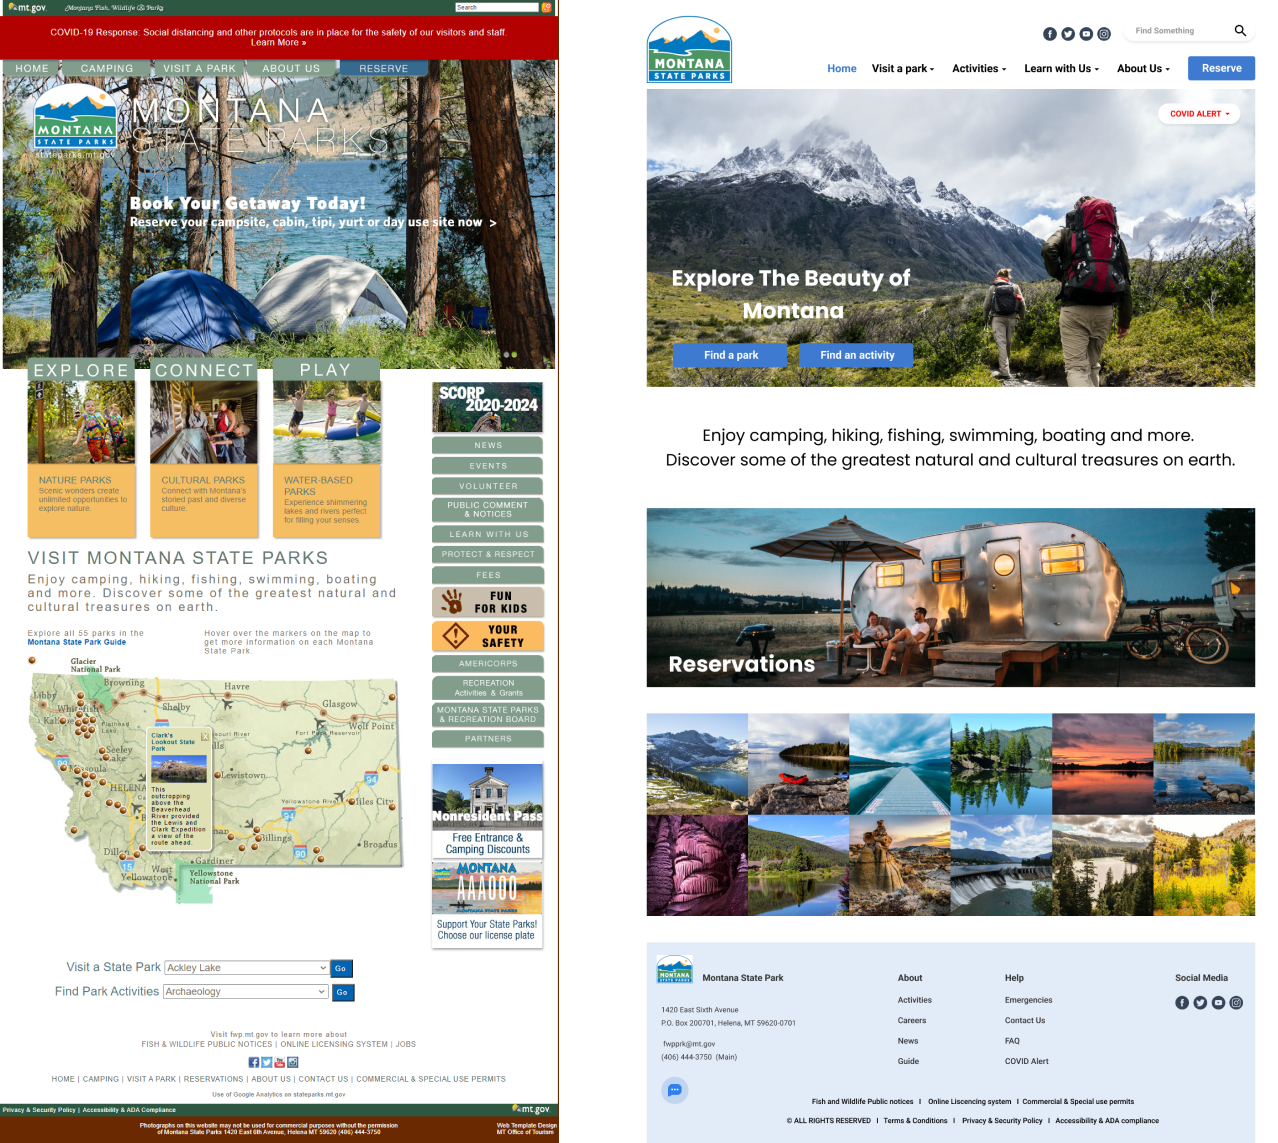 mt.gov
Montana Fish, Wildlife & Parks
Search
COVID-19 Response: Social distancing and other protocols are in place for the safety of our visitors and staff.
Learn More »
HOME
CAMPING
VISIT A PARK
ABOUT US
RESERVE
MONTANA
STATE PARKS
MONTANA
STATE PARKS
stateparks.mt.gov
Book Your Getaway Today!
Reserve your campsite, cabin, tipi, yurt or day use site now >
EXPLORE
CONNECT
PLAY
NATURE PARKS
Scenic wonders create
unlimited opportunities to
explore nature.
CULTURAL PARKS
Connect with Montana's
storied past and diverse
culture.
WATER-BASED
PARKS
Experience shimmering
lakes and rivers perfect
for filling your senses.
SCORP
2020-2024
NEWS
EVENTS
VOLUNTEER
PUBLIC COMMENT
& NOTICES
LEARN WITH US
PROTECT & RESPECT
FEES
FUN
FOR KIDS
YOUR
SAFETY
AMERICORPS
RECREATION
Activities & Grants
MONTANA STATE PARKS
& RECREATION BOARD
PARTNERS
Nonresident Pass
Free Entrance &
Camping Discounts
MONTANA
AAA000
MONTANA STATE PARKS
Support Your State Parks!
Choose our license plate
VISIT MONTANA STATE PARKS
Enjoy camping, hiking, fishing, swimming, boating
and more. Discover some of the greatest natural and
cultural treasures on earth.
Explore all 55 parks in the
Montana State Park Guide
Hover over the markers on the map to
get more information on each Montana
State Park.
Glacier
National Park
Browning
Havre
Libby
Whitefish
Shelby
Glasgow
Wolf Point
Flathead
Lake
Fort Peck Reservoir
Seeley
Lake
Missoula
Lewistown
HELENA
Yellowstone River
Miles City
94
94
90
90
15
Billings
Broadus
Dillon
Gardiner
West
Yellowstone
Yellowstone
National Park
Clark's
Lookout State
Park
X
This
outcropping
above the
Beaverhead
River provided
the Lewis and
Clark Expedition
a view of the
route ahead.
Visit a State Park
Ackley Lake
Go
Find Park Activities
Archaeology
Go
Visit fwp.mt.gov to learn more about
FISH & WILDLIFE PUBLIC NOTICES | ONLINE LICENSING SYSTEM | JOBS
HOME | CAMPING | VISIT A PARK | RESERVATIONS | ABOUT US | CONTACT US | COMMERCIAL & SPECIAL USE PERMITS
Use of Google Analytics on stateparks.mt.gov
Privacy & Security Policy | Accessibility & ADA Compliance
mt.gov
Photographs on this website may not be used for commercial purposes without the permission
of Montana State Parks 1420 East 6th Avenue, Helena MT 59620 (406) 444-3750
Web Template Design
MT Office of Tourism
MONTANA
STATE PARKS
Find Something
Home
Visit a park
Activities
Learn with Us
About Us
Reserve
COVID ALERT
Explore The Beauty of
Montana
Find a park
Find an activity
Enjoy camping, hiking, fishing, swimming, boating and more.
Discover some of the greatest natural and cultural treasures on earth.
Reservations
MONTANA
STATE PARKS
Montana State Park
1420 East Sixth Avenue
P.O. Box 200701, Helena, MT 59620-0701
fwpprk@mt.gov
(406) 444-3750 (Main)
About
Activities
Careers
News
Guide
Help
Emergencies
Contact Us
FAQ
COVID Alert
Social Media
Fish and Wildlife Public notices I Online Liscencing system I Commercial & Special use permits
© ALL RIGHTS RESERVED I Terms & Conditions I Privacy & Security Policy I Accessibility & ADA compliance